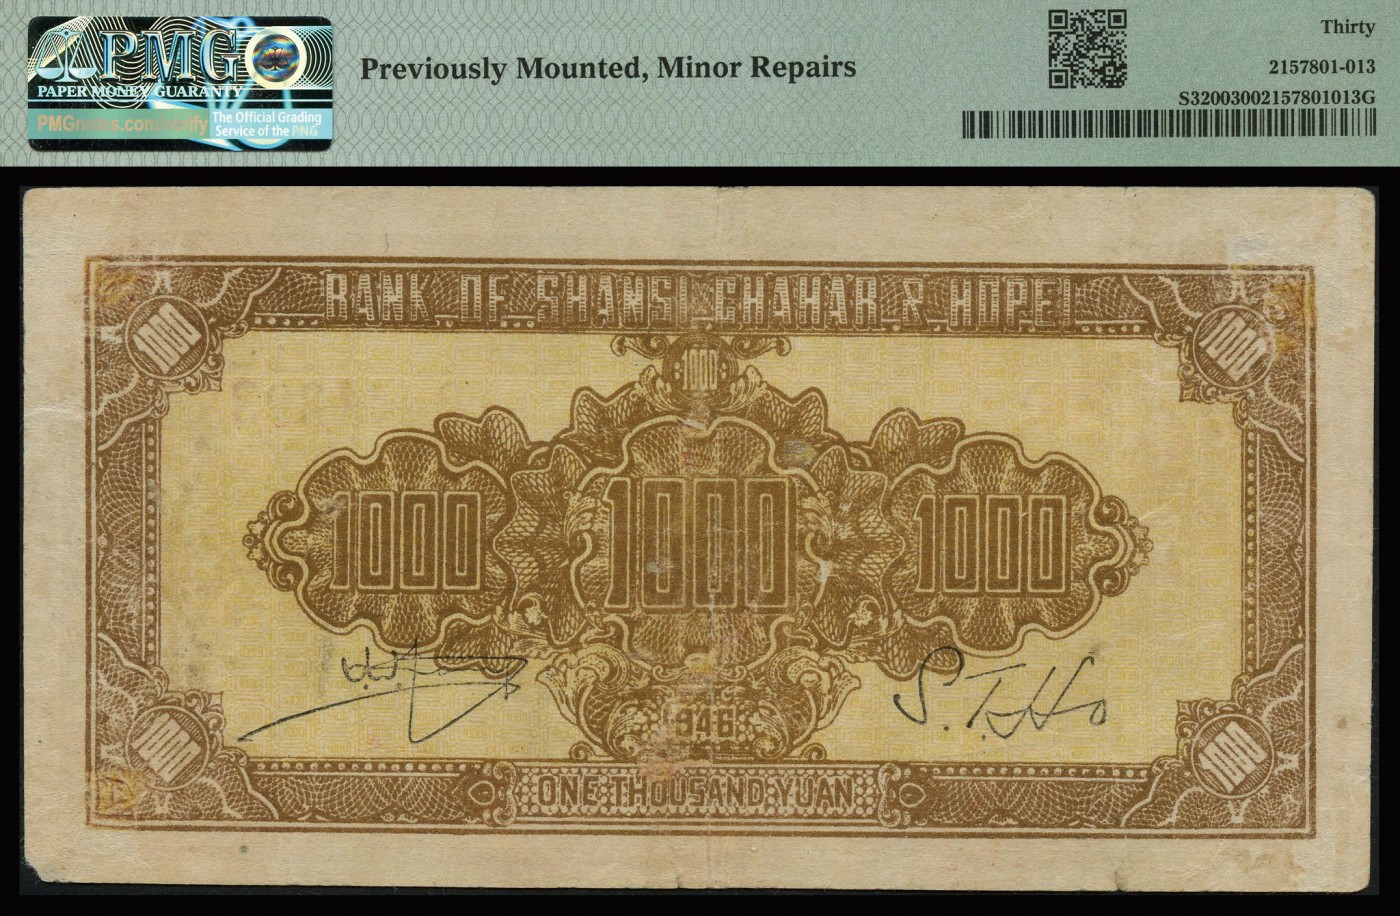 PMG
PAPER MONEY GUARANTY
PMGnotes.com/verify
The Official Grading
Service of the PNG
Previously Mounted, Minor Repairs
Thirty
2157801-013
S32003002157801013G
BANK OF SHANSI CHAHAR & HOPEI
1000
1000
1000
1000 1000 1000
S. T. Ho
1946
1000
1000
ONE THOUSAND YUAN